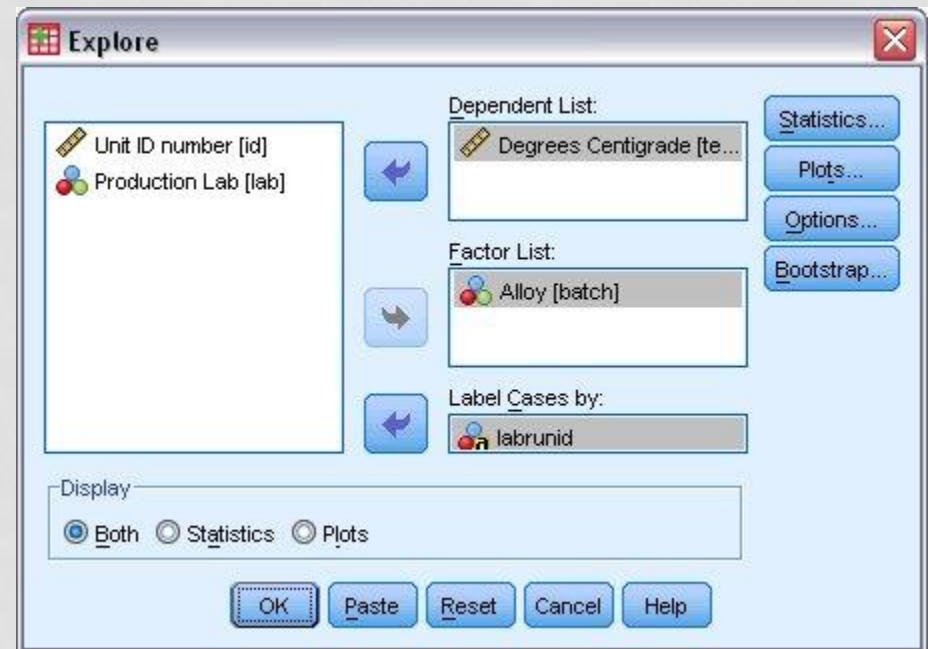 Explore
Unit ID number [id]
Production Lab [lab]
Dependent List:
Degrees Centigrade [te...
Factor List:
Alloy [batch]
Label Cases by:
a labrunid
Statistics...
Plots...
Options...
Bootstrap...
Display
Both Statistics Plots
OK Paste Reset Cancel Help